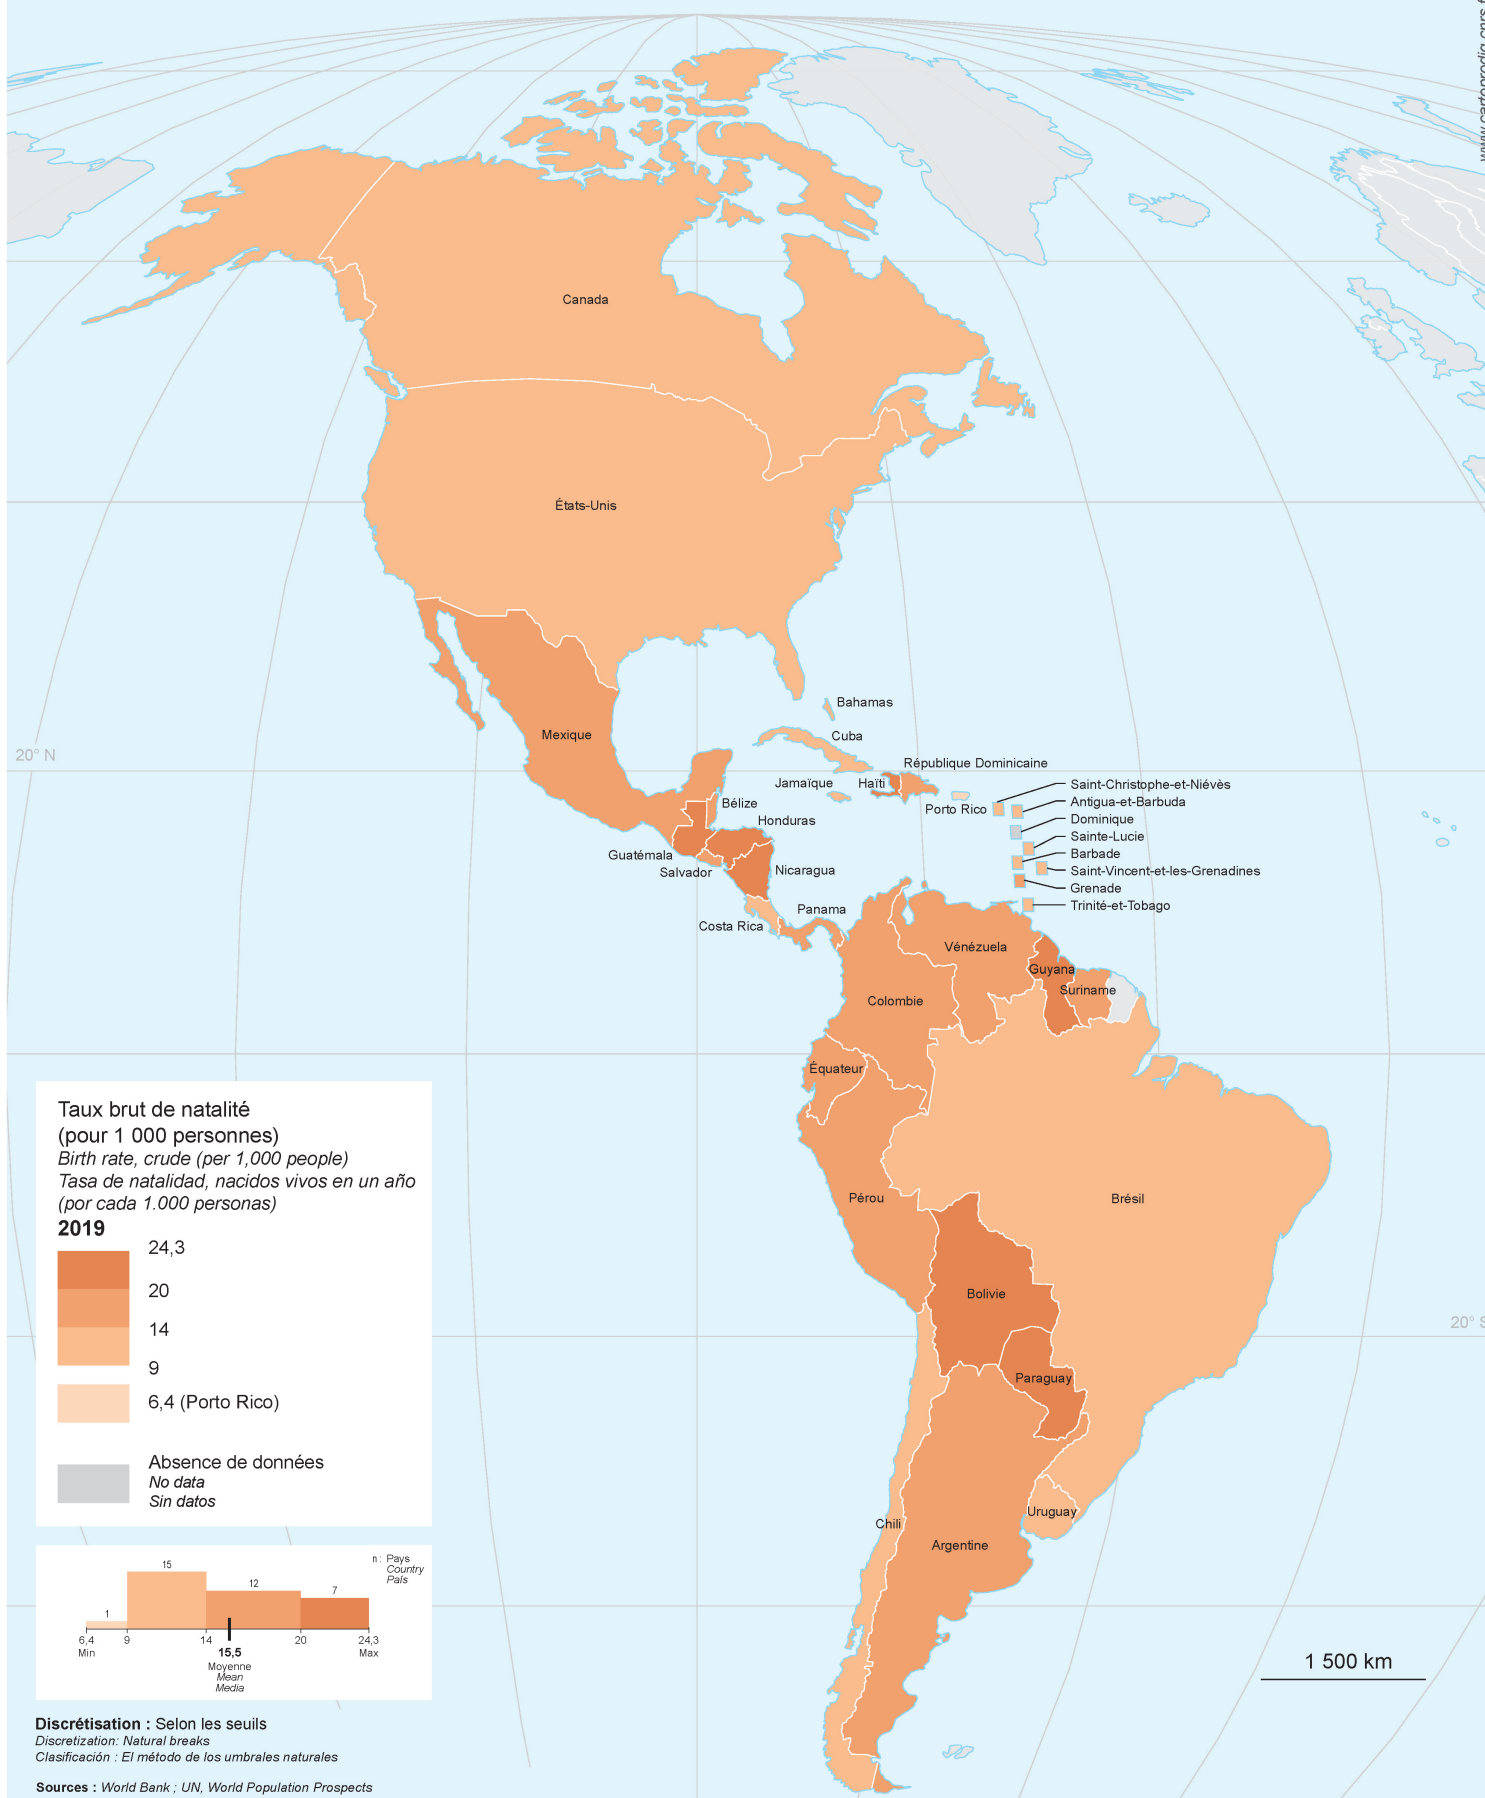 www.cartoprodig.cnrs.f
Canada
États-Unis
Bahamas
Mexique
Cuba
20° N
République Dominicaine
Jamaïque
Haïti
Saint-Christophe-et-Niévès
Porto Rico
Antigua-et-Barbuda
Bélize
Dominique
Honduras
Sainte-Lucie
Guatémala
Barbade
Salvador
Nicaragua
Saint-Vincent-et-les-Grenadines
Grenade
Panama
Trinité-et-Tobago
Costa Rica
Vénézuela
Guyana
Suriname
Colombie
Équateur
Pérou
Brésil
Bolivie
20° S
Paraguay
Uruguay
Chili
Argentine
Taux brut de natalité
(pour 1 000 personnes)
Birth rate, crude (per 1,000 people)
Tasa de natalidad, nacidos vivos en un año
(por cada 1.000 personas)
2019
24,3
20
14
9
6,4 (Porto Rico)
Absence de données
No data
Sin datos
n : Pays
Country
País
15
12
7
1
6,4 9 14 15,5 20 24,3
Min Max
Moyenne
Mean
Media
1 500 km
Discrétisation : Selon les seuils
Discretization: Natural breaks
Clasificación : El método de los umbrales naturales
Sources : World Bank ; UN, World Population Prospects